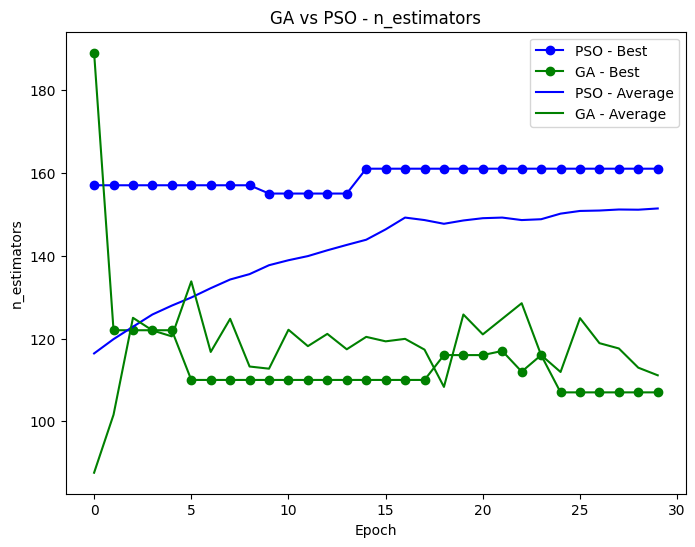 GA vs PSO - n_estimators
PSO - Best
GA - Best
PSO - Average
GA - Average
n_estimators
180
160
140
120
100
0 5 10 15 20 25 30
Epoch